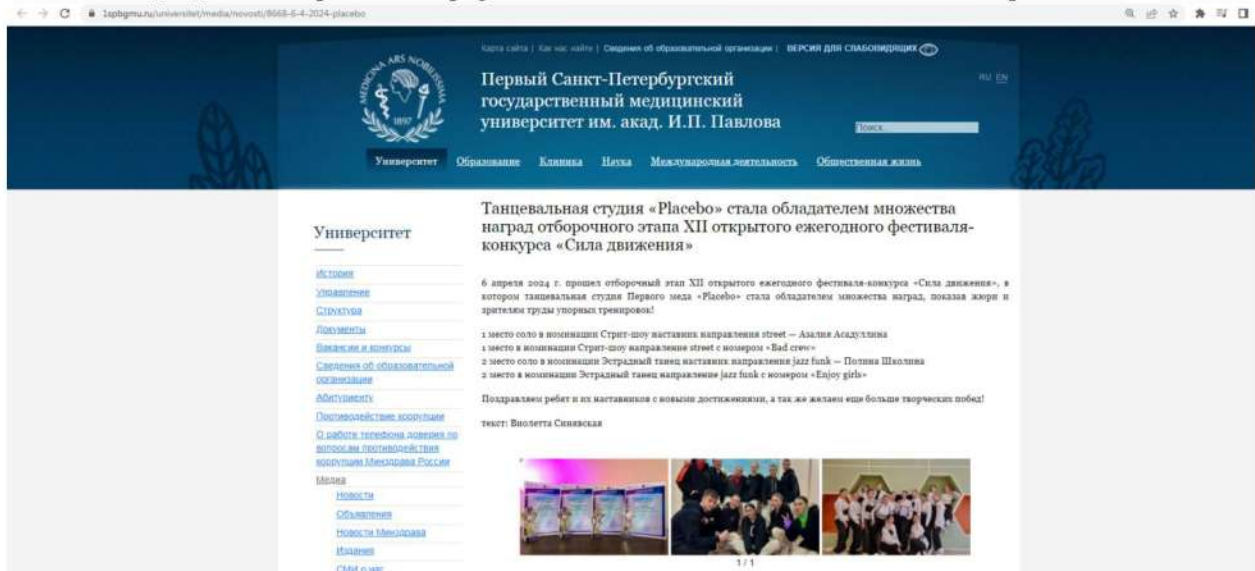 1spbgmu.ru/universitet/media/novosti/8668-6-4-2024-placebo
Карта сайта | Как нас найти | Сведения об образовательной организации | ВЕРСИЯ ДЛЯ СЛАБОВИДЯЩИХ
MEDICINA ARS NOBILISSIMA
1897
Первый Санкт-Петербургский
государственный медицинский
университет им. акад. И.П. Павлова
RU EN
Поиск
Университет Образование Клиника Наука Международная деятельность Общественная жизнь
Университет
История
Управление
Структура
Документы
Вакансии и конкурсы
Сведения об образовательной
организации
Абитуриенту
Противодействие коррупции
О работе телефона доверия по
вопросам противодействия
коррупции Минздрава России
Медиа
Новости
Объявления
Новости Минздрава
Издания
СМИ о нас
Танцевальная студия «Placebo» стала обладателем множества
наград отборочного этапа XII открытого ежегодного фестиваля-
конкурса «Сила движения»
6 апреля 2024 г. прошел отборочный этап XII открытого ежегодного фестиваля-конкурса «Сила движения», в
котором танцевальная студия Первого меда «Placebo» стала обладателем множества наград, показав жюри и
зрителям труды упорных тренировок!
1 место соло в номинации Стрит-шоу наставник направления street — Азалия Асадуллина
1 место в номинации Стрит-шоу направление street с номером «Bad crew»
2 место соло в номинации Эстрадный танец наставник направления jazz funk — Полина Школина
2 место в номинации Эстрадный танец направление jazz funk с номером «Enjoy girls»
Поздравляем ребят и их наставников с новыми достижениями, а так же желаем еще больше творческих побед!
текст: Виолетта Синявская
1 / 1